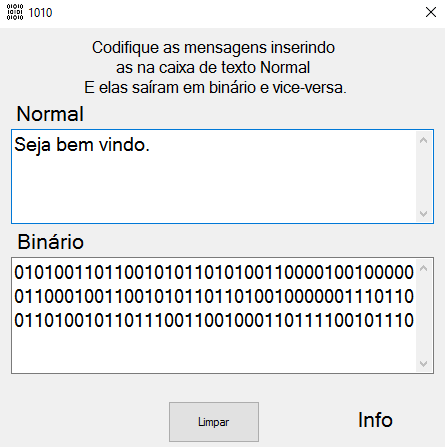 1010
Codifique as mensagens inserindo
as na caixa de texto Normal
E elas saíram em binário e vice-versa.
Normal
Seja bem vindo.
Binário
0101001101100101011010100110000100100000
0110001001100101011011010010000001110110
0110100101101110011001000110111100101110
Limpar
Info